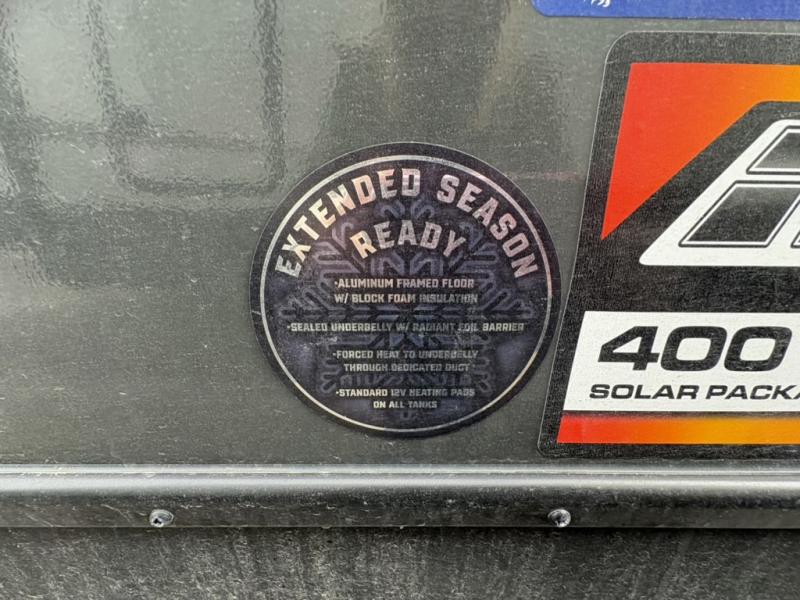 EXTENDED SEASON
READY
•ALUMINUM FRAMED FLOOR
W/ BLOCK FOAM INSULATION
•SEALED UNDERBELLY W/ RADIANT FOIL BARRIER
•FORCED HEAT TO UNDERBELLY
THROUGH DEDICATED DUCT
•STANDARD 12V HEATING PADS
ON ALL TANKS
400
SOLAR PACKA